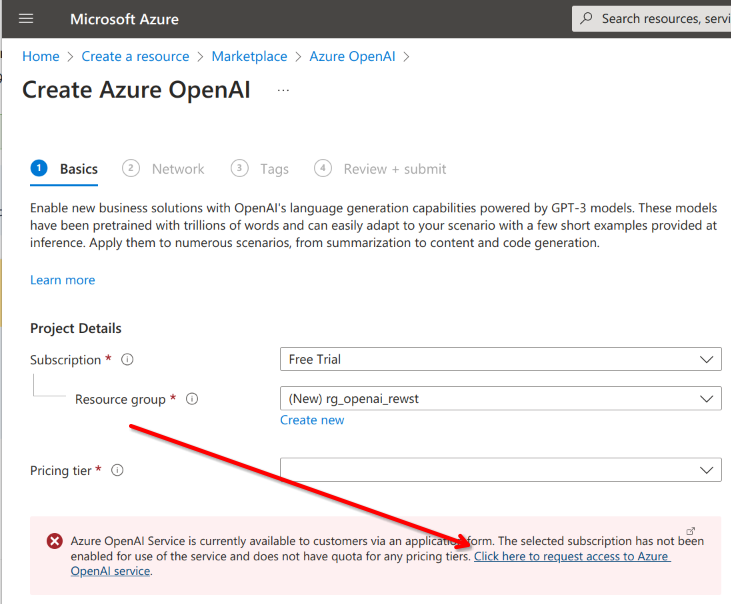 Microsoft Azure
Search resources, servi
Home > Create a resource > Marketplace > Azure OpenAI >
Create Azure OpenAI ...
1 Basics 2 Network 3 Tags 4 Review + submit
Enable new business solutions with OpenAI's language generation capabilities powered by GPT-3 models. These models
have been pretrained with trillions of words and can easily adapt to your scenario with a few short examples provided at
inference. Apply them to numerous scenarios, from summarization to content and code generation.
Learn more
Project Details
Subscription * Free Trial
Resource group * (New) rg_openai_rewst
Create new
Pricing tier *
Azure OpenAI Service is currently available to customers via an application form. The selected subscription has not been
enabled for use of the service and does not have quota for any pricing tiers. Click here to request access to Azure
OpenAI service.